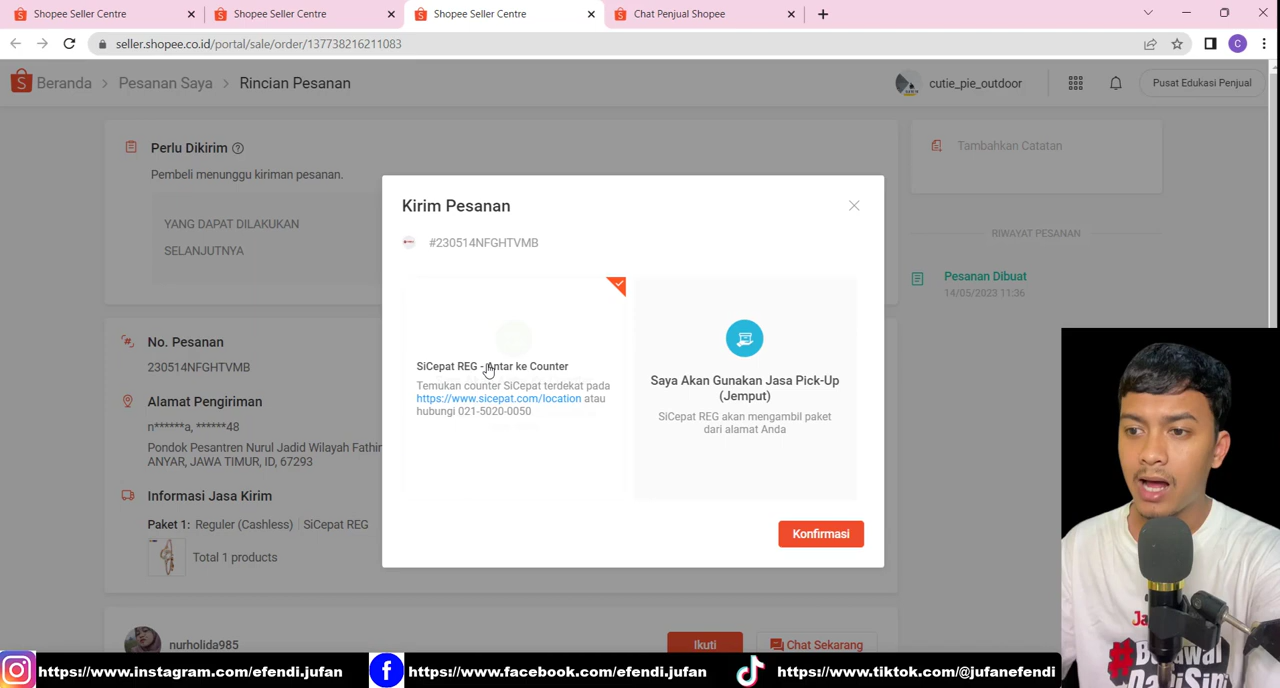 Shopee Seller Centre
Shopee Seller Centre
Shopee Seller Centre
Chat Penjual Shopee
seller.shopee.co.id/portal/sale/order/137738216211083
C
Beranda > Pesanan Saya > Rincian Pesanan
cutie_pie_outdoor
Pusat Edukasi Penjual
Perlu Dikirim
Pembeli menunggu kiriman pesanan.
YANG DAPAT DILAKUKAN
SELANJUTNYA
Tambahkan Catatan
RIWAYAT PESANAN
Pesanan Dibuat
14/05/2023 11:36
Kirim Pesanan
#230514NFGHTVMB
SiCepat REG - Antar ke Counter
Temukan counter SiCepat terdekat pada
https://www.sicepat.com/location atau
hubungi 021-5020-0050
Saya Akan Gunakan Jasa Pick-Up
(Jemput)
SiCepat REG akan mengambil paket
dari alamat Anda
Konfirmasi
No. Pesanan
230514NFGHTVMB
Alamat Pengiriman
n******a, ******48
Pondok Pesantren Nurul Jadid Wilayah Fathir
ANYAR, JAWA TIMUR, ID, 67293
Informasi Jasa Kirim
Paket 1: Reguler (Cashless) SiCepat REG
Total 1 products
nurholida985
Ikuti
Chat Sekarang
https://www.instagram.com/efendi.jufan
https://www.facebook.com/efendi.jufan
https://www.tiktok.com/@jufanefendi